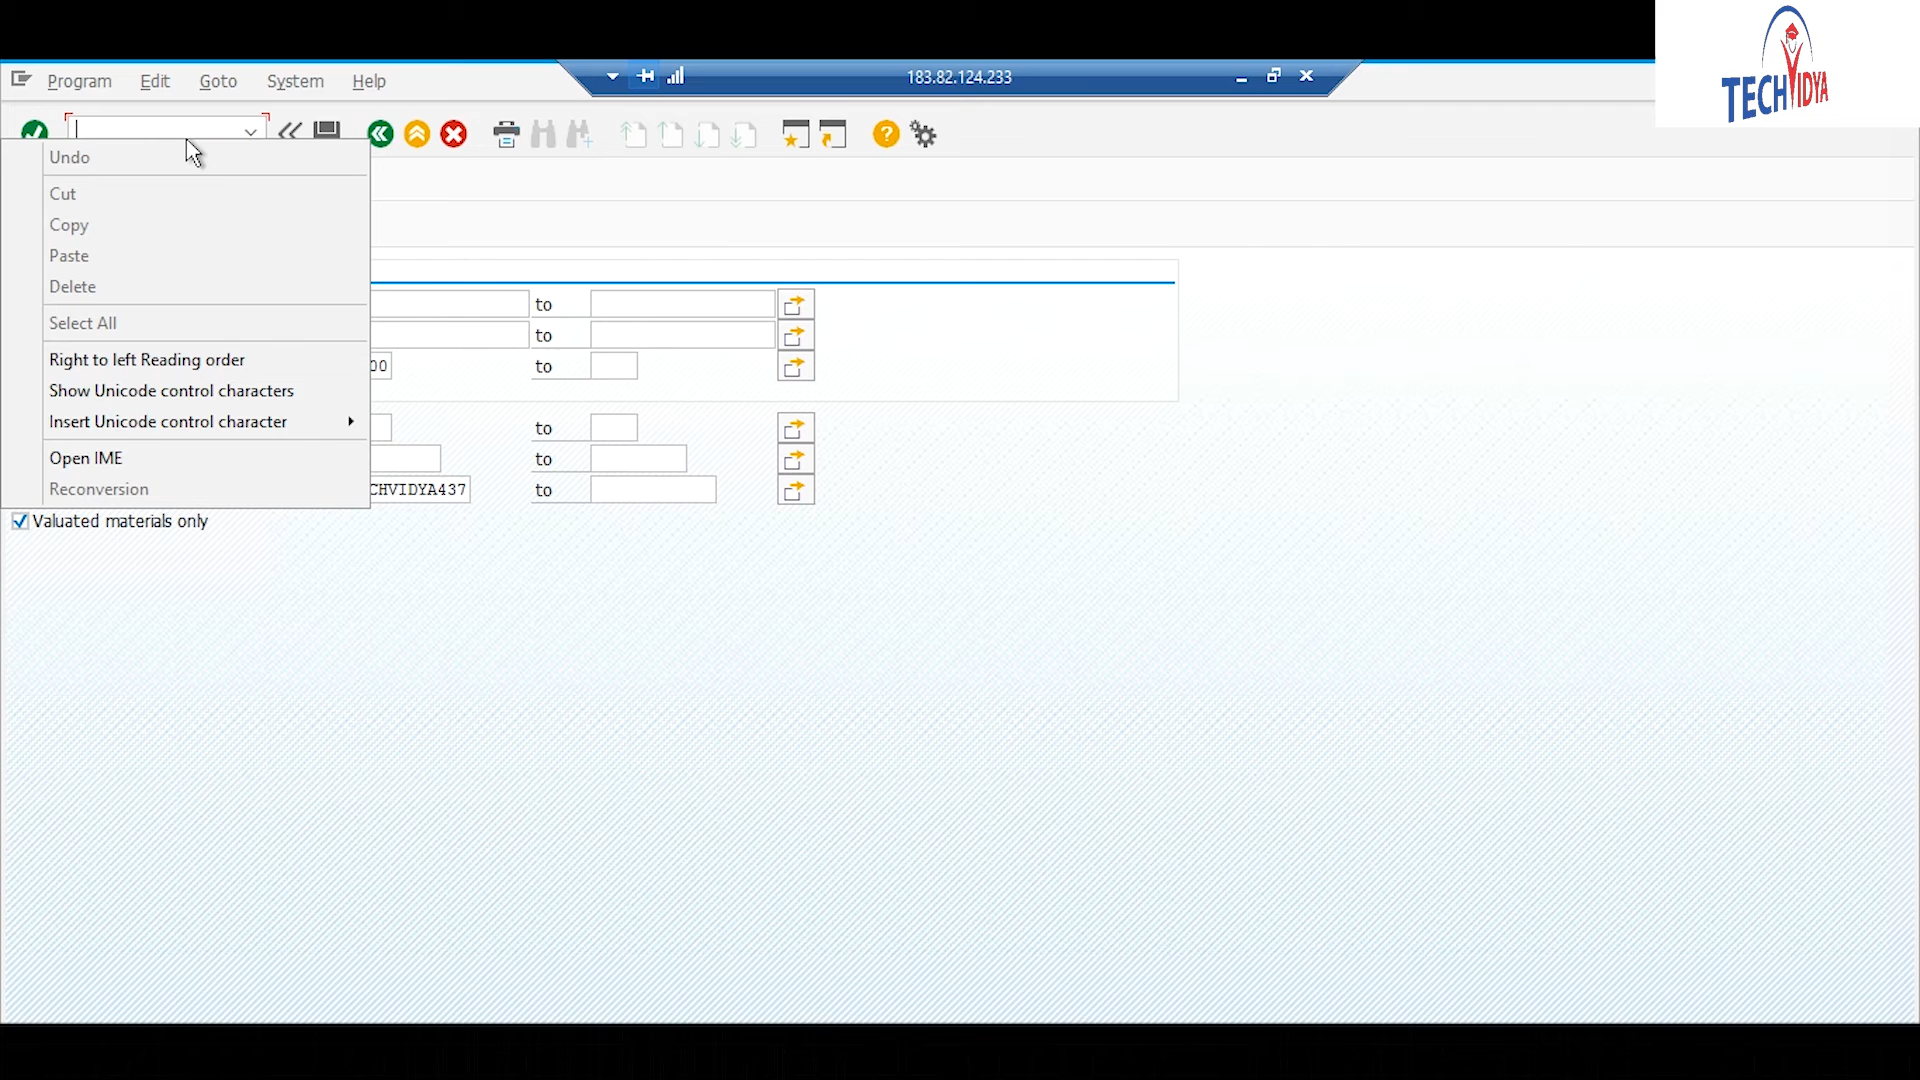 TECHVIDYA
183.82.124.233
Program Edit Goto System Help
Undo
Cut
Copy
Paste
Delete
Select All
Right to left Reading order
Show Unicode control characters
Insert Unicode control character
Open IME
Reconversion
to
to
00 to
to
to
CHVIDYA437 to
Valuated materials only